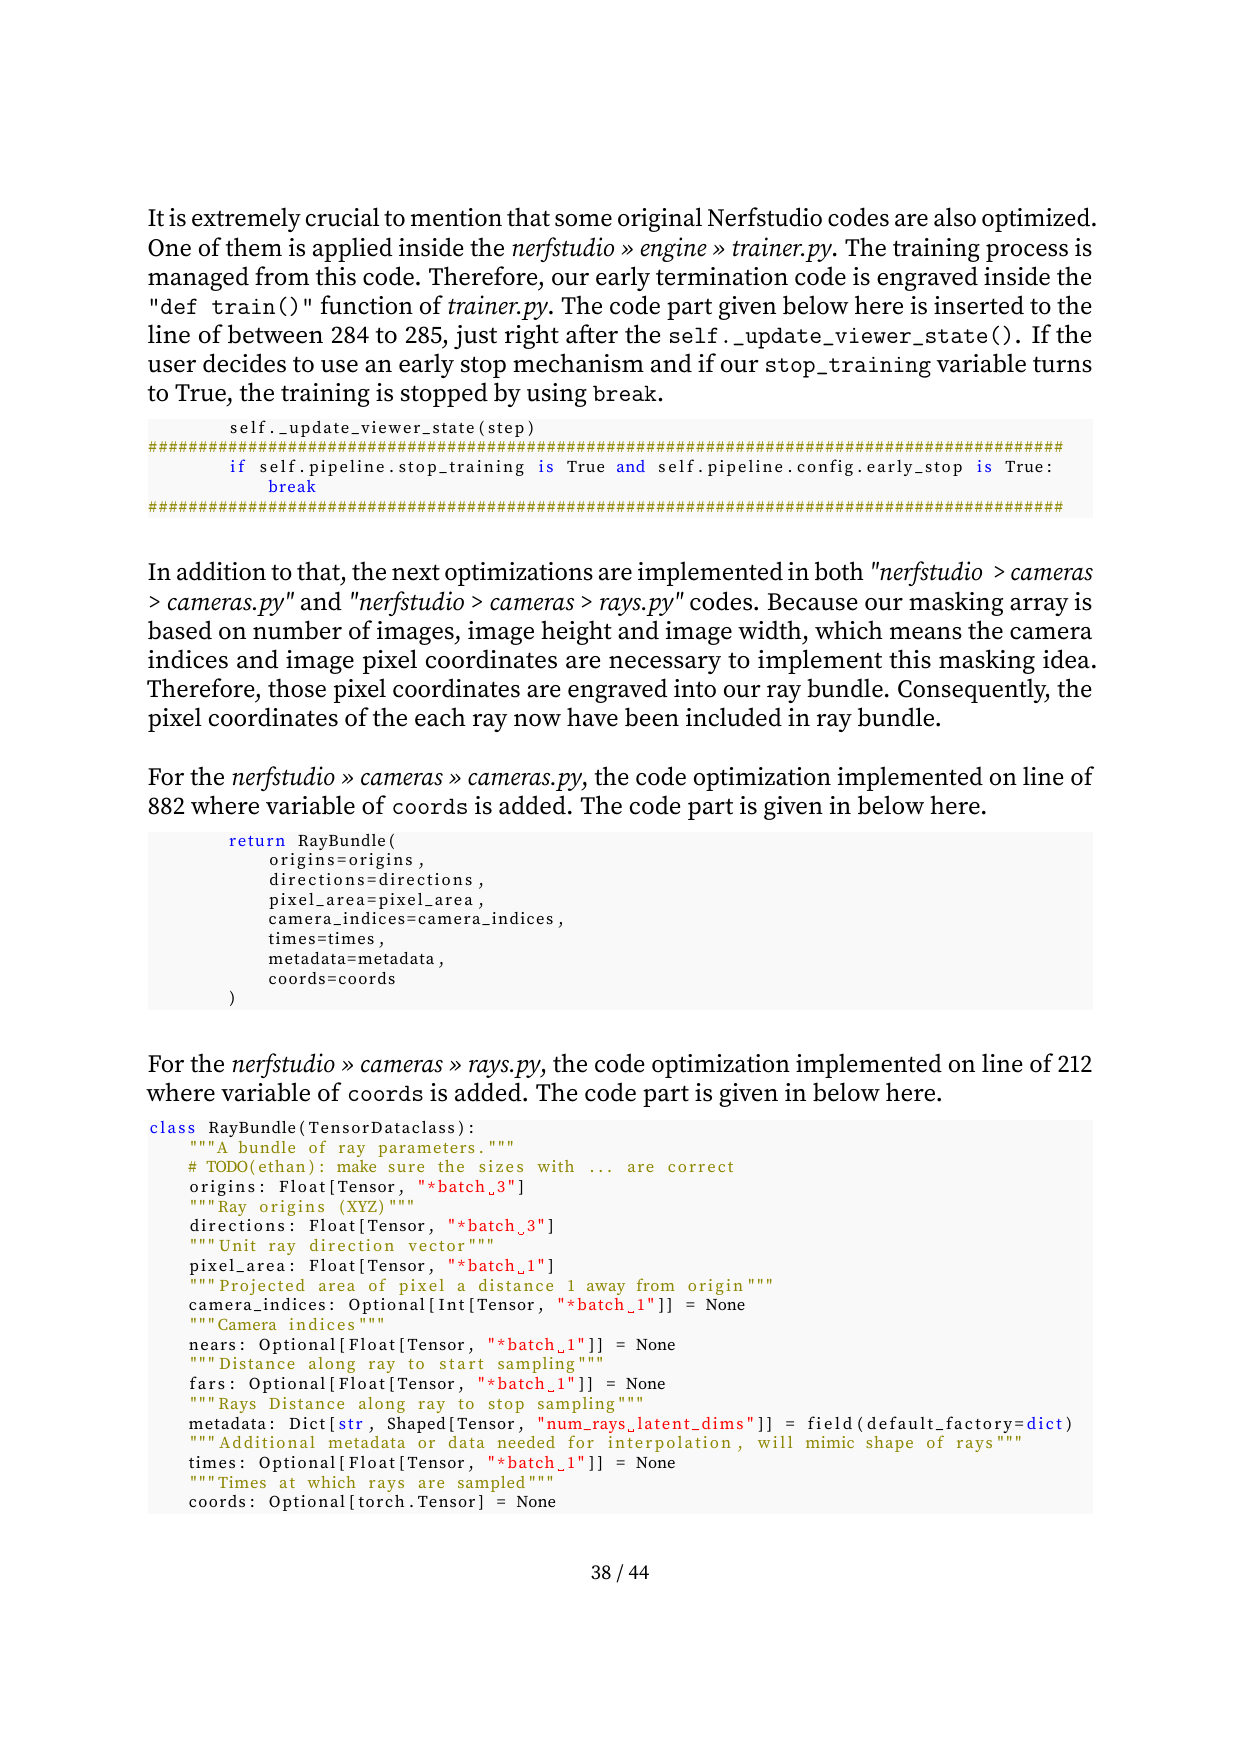 It is extremely crucial to mention that some original Nerfstudio codes are also optimized.
One of them is applied inside the nerfstudio » engine » trainer.py. The training process is
managed from this code. Therefore, our early termination code is engraved inside the
"def train()" function of trainer.py. The code part given below here is inserted to the
line of between 284 to 285, just right after the self._update_viewer_state(). If the
user decides to use an early stop mechanism and if our stop_training variable turns
to True, the training is stopped by using break.
self._update_viewer_state(step)
############################################################################################
if self.pipeline.stop_training is True and self.pipeline.config.early_stop is True:
break
############################################################################################
In addition to that, the next optimizations are implemented in both "nerfstudio > cameras
> cameras.py" and "nerfstudio > cameras > rays.py" codes. Because our masking array is
based on number of images, image height and image width, which means the camera
indices and image pixel coordinates are necessary to implement this masking idea.
Therefore, those pixel coordinates are engraved into our ray bundle. Consequently, the
pixel coordinates of the each ray now have been included in ray bundle.
For the nerfstudio » cameras » cameras.py, the code optimization implemented on line of
882 where variable of coords is added. The code part is given in below here.
return RayBundle(
origins=origins,
directions=directions,
pixel_area=pixel_area,
camera_indices=camera_indices,
times=times,
metadata=metadata,
coords=coords
)
For the nerfstudio » cameras » rays.py, the code optimization implemented on line of 212
where variable of coords is added. The code part is given in below here.
class RayBundle(TensorDataclass):
"""A bundle of ray parameters."""
# TODO(ethan): make sure the sizes with ... are correct
origins: Float[Tensor, "*batch␣3"]
"""Ray origins (XYZ)"""
directions: Float[Tensor, "*batch␣3"]
"""Unit ray direction vector"""
pixel_area: Float[Tensor, "*batch␣1"]
"""Projected area of pixel a distance 1 away from origin"""
camera_indices: Optional[Int[Tensor, "*batch␣1"]] = None
"""Camera indices"""
nears: Optional[Float[Tensor, "*batch␣1"]] = None
"""Distance along ray to start sampling"""
fars: Optional[Float[Tensor, "*batch␣1"]] = None
"""Rays Distance along ray to stop sampling"""
metadata: Dict[str, Shaped[Tensor, "num_rays␣latent_dims"]] = field(default_factory=dict)
"""Additional metadata or data needed for interpolation, will mimic shape of rays"""
times: Optional[Float[Tensor, "*batch␣1"]] = None
"""Times at which rays are sampled"""
coords: Optional[torch.Tensor] = None
38 / 44